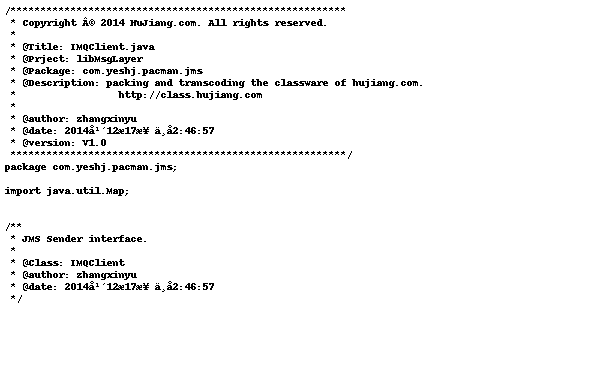 /********************************************************
 * Copyright Â© 2014 HuJiang.com. All rights reserved.
 *
 * @Title: IMQClient.java
 * @Prject: libMsgLayer
 * @Package: com.yeshj.pacman.jms
 * @Description: packing and transcoding the classware of hujiang.com.
 *                 http://class.hujiang.com
 *
 * @author: zhangxinyu
 * @date: 2014å¹´12æ17æ¥ ä¸å2:46:57
 * @version: V1.0
 ********************************************************/
package com.yeshj.pacman.jms;
import java.util.Map;
/**
 * JMS Sender interface.
 *
 * @Class: IMQClient
 * @author: zhangxinyu
 * @date: 2014å¹´12æ17æ¥ ä¸å2:46:57
 */